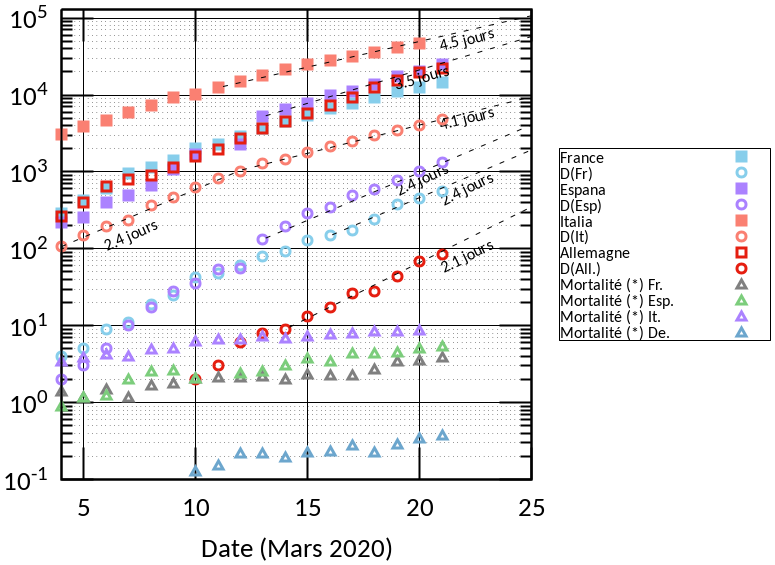 10^5
10^4
10^3
10^2
10^1
10^0
10^-1
4.5 jours
3.5 jours
4.1 jours
2.4 jours
2.4 jours
2.4 jours
2.1 jours
5 10 15 20 25
Date (Mars 2020)
France
D(Fr)
Espana
D(Esp)
Italia
D(It)
Allemagne
D(All.)
Mortalité (*) Fr.
Mortalité (*) Esp.
Mortalité (*) It.
Mortalité (*) De.